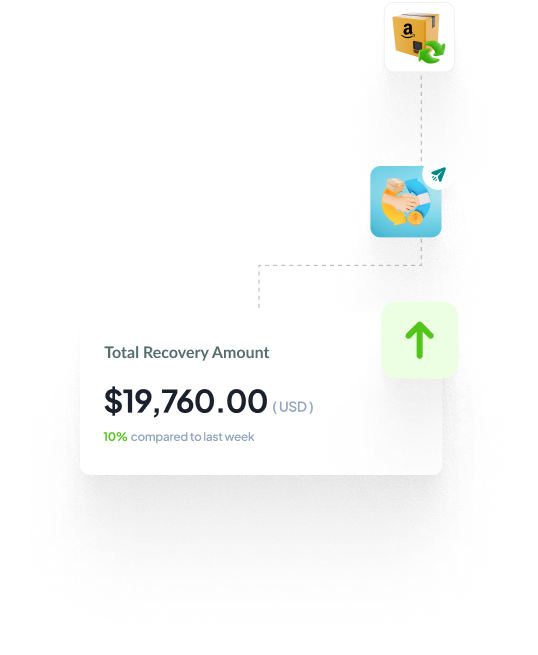 a
Total Recovery Amount
$19,760.00 ( USD )
10% compared to last week